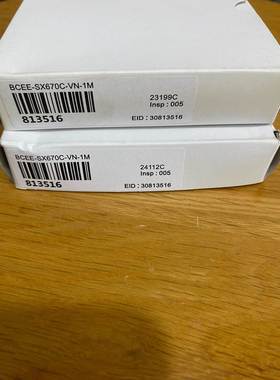 BCEE-SX670C-VN-1M
813516
23199C
Insp : 005
EID : 30813516
BCEE-SX670C-VN-1M
813516
24112C
Insp : 005
EID : 30813516